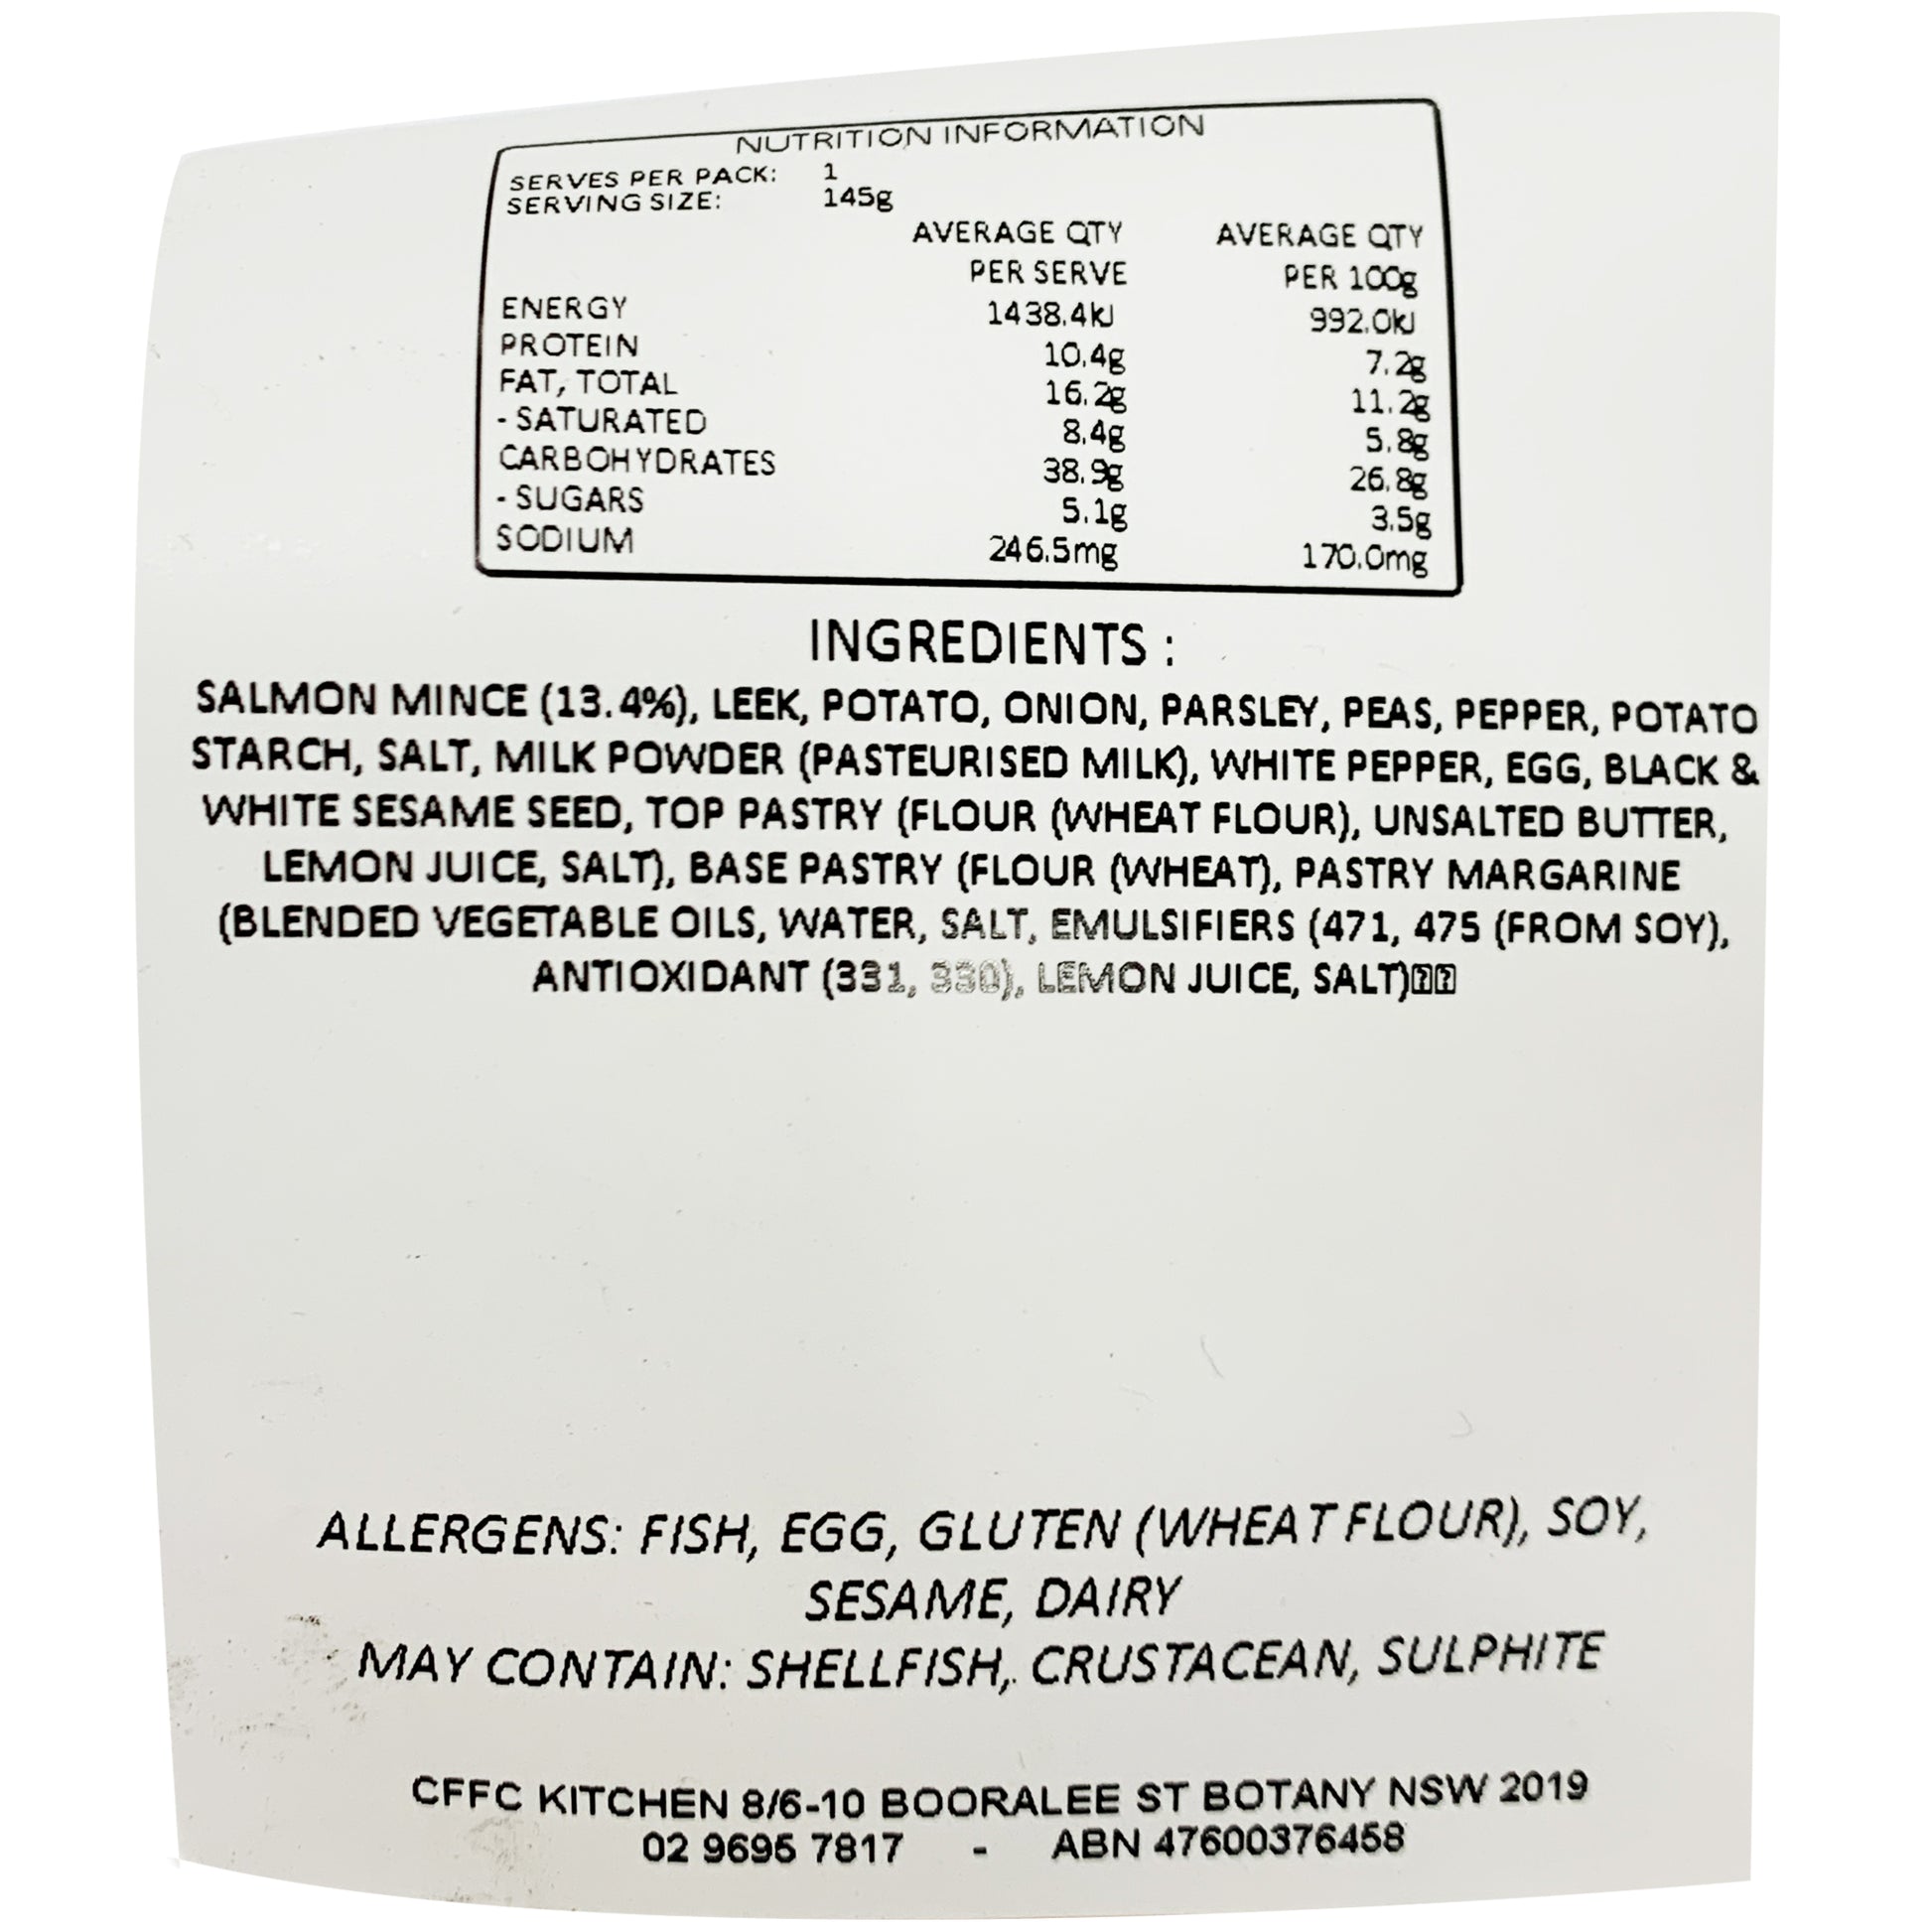 NUTRITION INFORMATION
SERVES PER PACK: 1
SERVING SIZE: 145g
AVERAGE QTY AVERAGE QTY
PER SERVE PER 100g
ENERGY 1438.4kJ 992.0kJ
PROTEIN 10.4g 7.2g
FAT, TOTAL 16.2g 11.2g
- SATURATED 8.4g 5.8g
CARBOHYDRATES 38.9g 26.8g
- SUGARS 5.1g 3.5g
SODIUM 246.5mg 170.0mg
INGREDIENTS :
SALMON MINCE (13.4%), LEEK, POTATO, ONION, PARSLEY, PEAS, PEPPER, POTATO
STARCH, SALT, MILK POWDER (PASTEURISED MILK), WHITE PEPPER, EGG, BLACK &
WHITE SESAME SEED, TOP PASTRY (FLOUR (WHEAT FLOUR), UNSALTED BUTTER,
LEMON JUICE, SALT), BASE PASTRY (FLOUR (WHEAT), PASTRY MARGARINE
(BLENDED VEGETABLE OILS, WATER, SALT, EMULSIFIERS (471, 475 (FROM SOY),
ANTIOXIDANT (331, 330), LEMON JUICE, SALT)⍰⍰
ALLERGENS: FISH, EGG, GLUTEN (WHEAT FLOUR), SOY,
SESAME, DAIRY
MAY CONTAIN: SHELLFISH, CRUSTACEAN, SULPHITE
CFFC KITCHEN 8/6-10 BOORALEE ST BOTANY NSW 2019
02 9695 7817 - ABN 47600376458